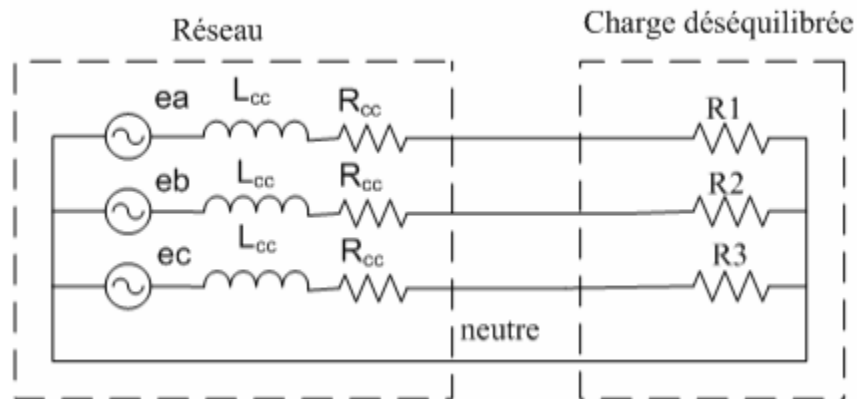 Réseau
Charge déséquilibrée
ea
Lcc
Rcc
R1
eb
Lcc
Rcc
R2
ec
Lcc
Rcc
R3
neutre